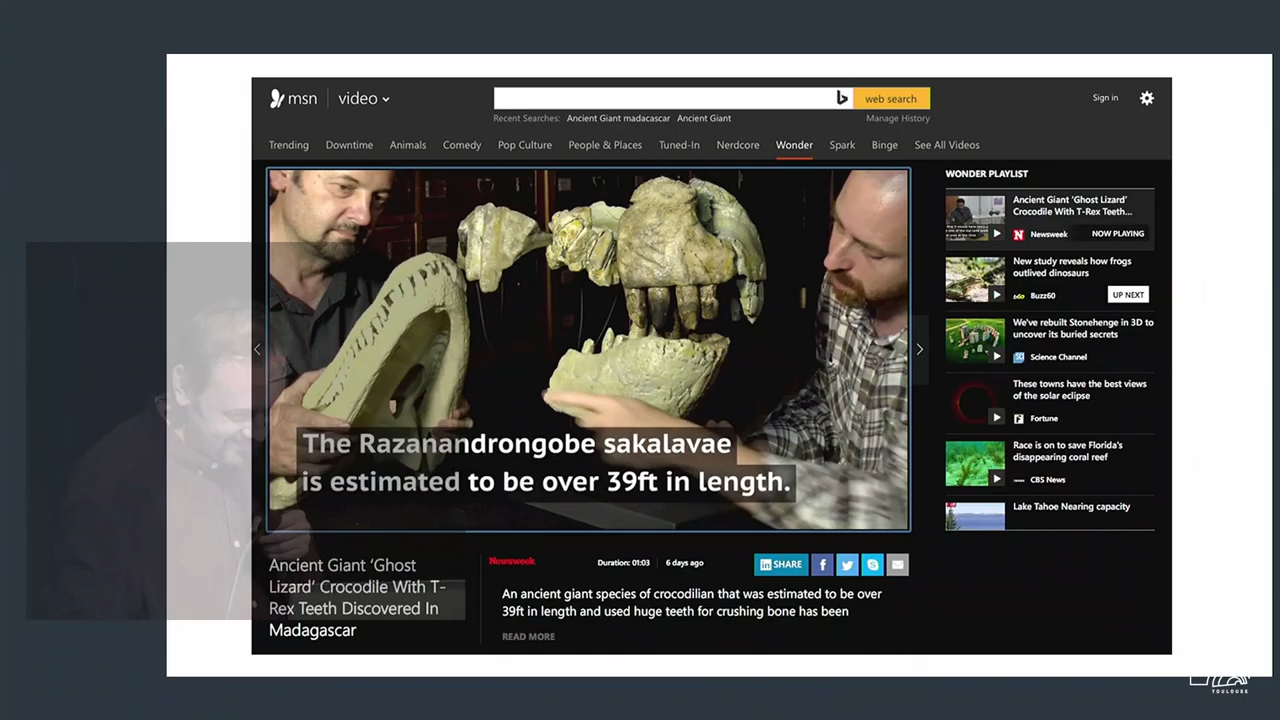 msn
video
web search
Sign in
Recent Searches: Ancient Giant madacascar Ancient Giant
Manage History
Trending Downtime Animals Comedy Pop Culture People & Places Tuned-In Nerdcore Wonder Spark Binge See All Videos
The Razanandrongobe sakalavae
is estimated to be over 39ft in length.
WONDER PLAYLIST
Ancient Giant ‘Ghost Lizard’
Crocodile With T-Rex Teeth...
Newsweek
NOW PLAYING
New study reveals how frogs
outlived dinosaurs
Buzz60
UP NEXT
We've rebuilt Stonehenge in 3D to
uncover its buried secrets
Science Channel
These towns have the best views
of the solar eclipse
Fortune
Race is on to save Florida's
disappearing coral reef
CBS News
Lake Tahoe Nearing capacity
Ancient Giant ‘Ghost
Lizard’ Crocodile With T-
Rex Teeth Discovered In
Madagascar
Newsweek
Duration: 01:03
6 days ago
SHARE
An ancient giant species of crocodilian that was estimated to be over
39ft in length and used huge teeth for crushing bone has been
READ MORE
TOULOUSE